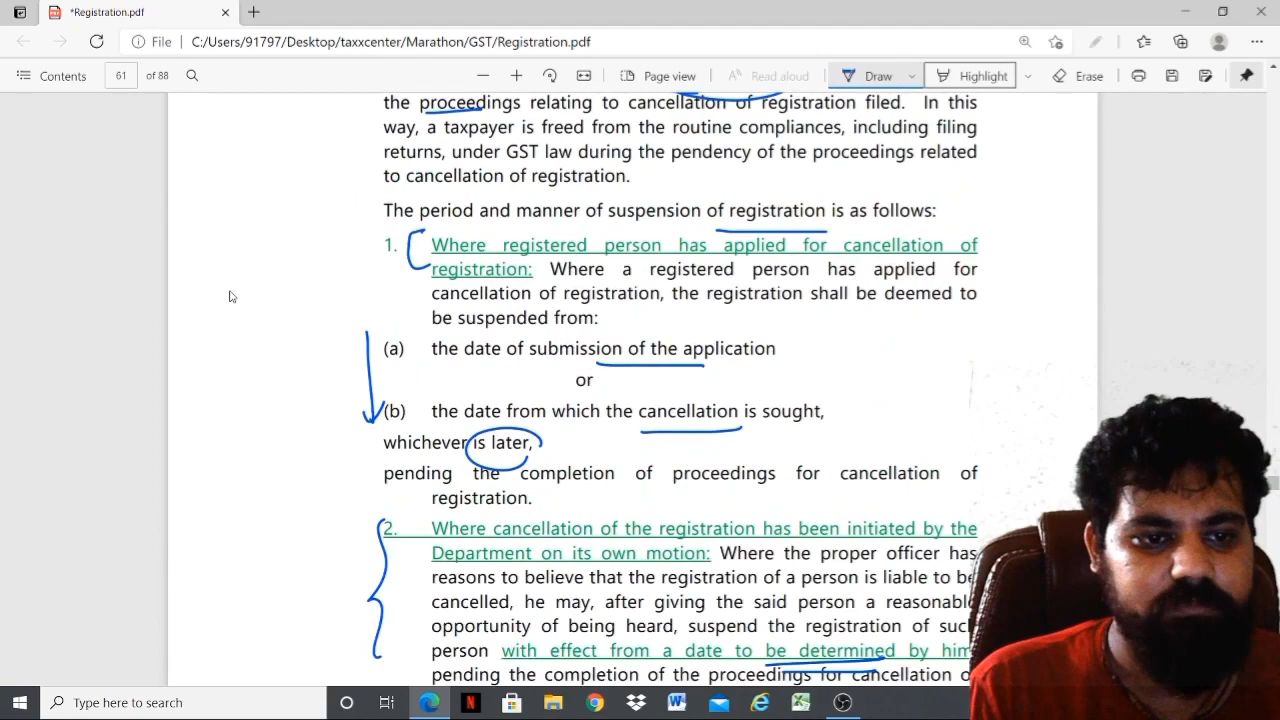 *Registration.pdf
File
C:/Users/91797/Desktop/taxxcenter/Marathon/GST/Registration.pdf
Contents
61
of 88
Page view
Read aloud
Draw
Highlight
Erase
the proceedings relating to cancellation of registration filed. In this
way, a taxpayer is freed from the routine compliances, including filing
returns, under GST law during the pendency of the proceedings related
to cancellation of registration.
The period and manner of suspension of registration is as follows:
1. Where registered person has applied for cancellation of
registration: Where a registered person has applied for
cancellation of registration, the registration shall be deemed to
be suspended from:
(a) the date of submission of the application
or
(b) the date from which the cancellation is sought,
whichever is later,
pending the completion of proceedings for cancellation of
registration.
2. Where cancellation of the registration has been initiated by the
Department on its own motion: Where the proper officer has
reasons to believe that the registration of a person is liable to be
cancelled, he may, after giving the said person a reasonable
opportunity of being heard, suspend the registration of such
person with effect from a date to be determined by him
pending the completion of the proceedings for cancellation
Type here to search